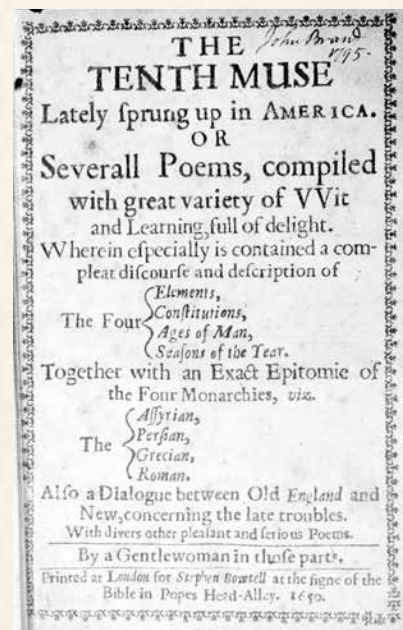 John Brand
1795.
THE
TENTH MUSE
Lately ſprung up in AMERICA.
OR
Severall Poems, compiled
with great variety of VVit
and Learning, full of delight.
Wherein eſpecially is contained a com-
pleat diſcourſe and deſcription of
The Four
Elements,
Conſtitutions,
Ages of Man,
Seaſons of the Year.
Together with an Exact Epitomie of
the Four Monarchies, viz.
The
Aſſyrian,
Perſian,
Grecian,
Roman.
Alſo a Dialogue between Old England and
New, concerning the late troubles.
With divers other pleaſant and ſerious Poems.
By a Gentlewoman in thoſe parts.
Printed at London for Stephen Bowtell at the ſigne of the
Bible in Popes Head-Alley. 1650.